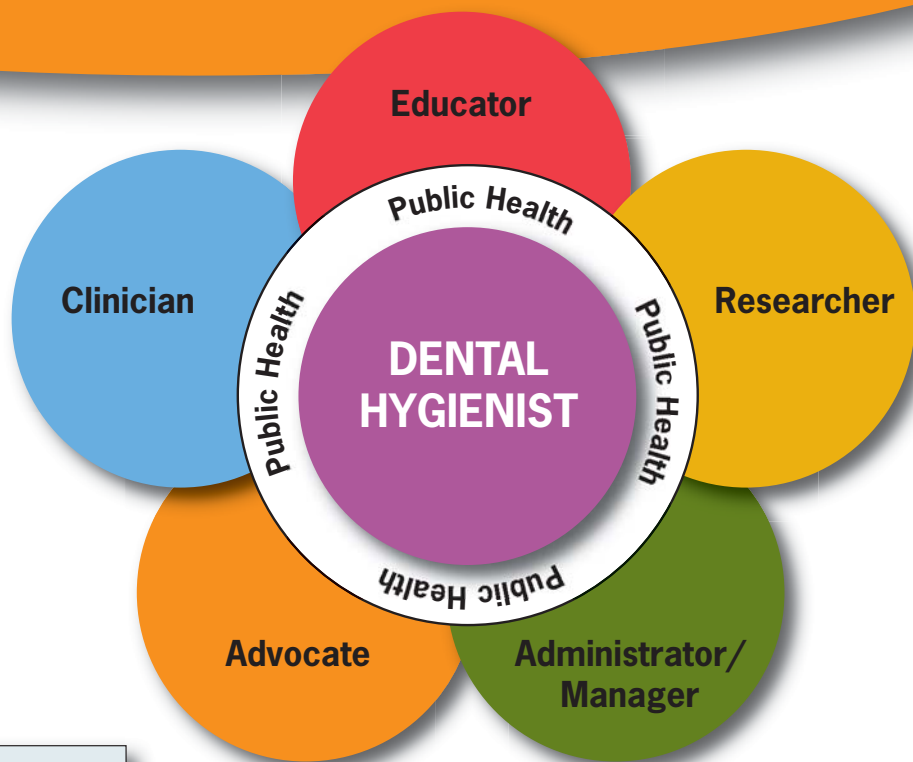 Educator
Public Health
Clinician
Researcher
Public Health
DENTAL
HYGIENIST
Public Health
Public Health
Advocate
Administrator/
Manager